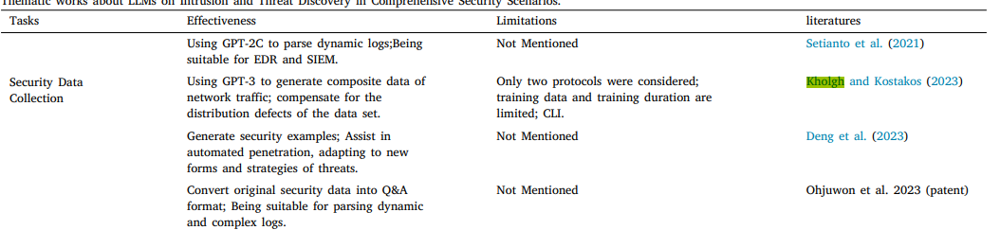 Thematic works about LLMs on Intrusion and Threat Discovery in Comprehensive Security Scenarios.
Tasks Effectiveness Limitations literatures
Using GPT-2C to parse dynamic logs;Being Not Mentioned Setianto et al. (2021)
suitable for EDR and SIEM.
Security Data Using GPT-3 to generate composite data of Only two protocols were considered; Kholgh and Kostakos (2023)
Collection network traffic; compensate for the training data and training duration are
distribution defects of the data set. limited; CLI.
Generate security examples; Assist in Not Mentioned Deng et al. (2023)
automated penetration, adapting to new
forms and strategies of threats.
Convert original security data into Q&A Not Mentioned Ohjuwon et al. 2023 (patent)
format; Being suitable for parsing dynamic
and complex logs.